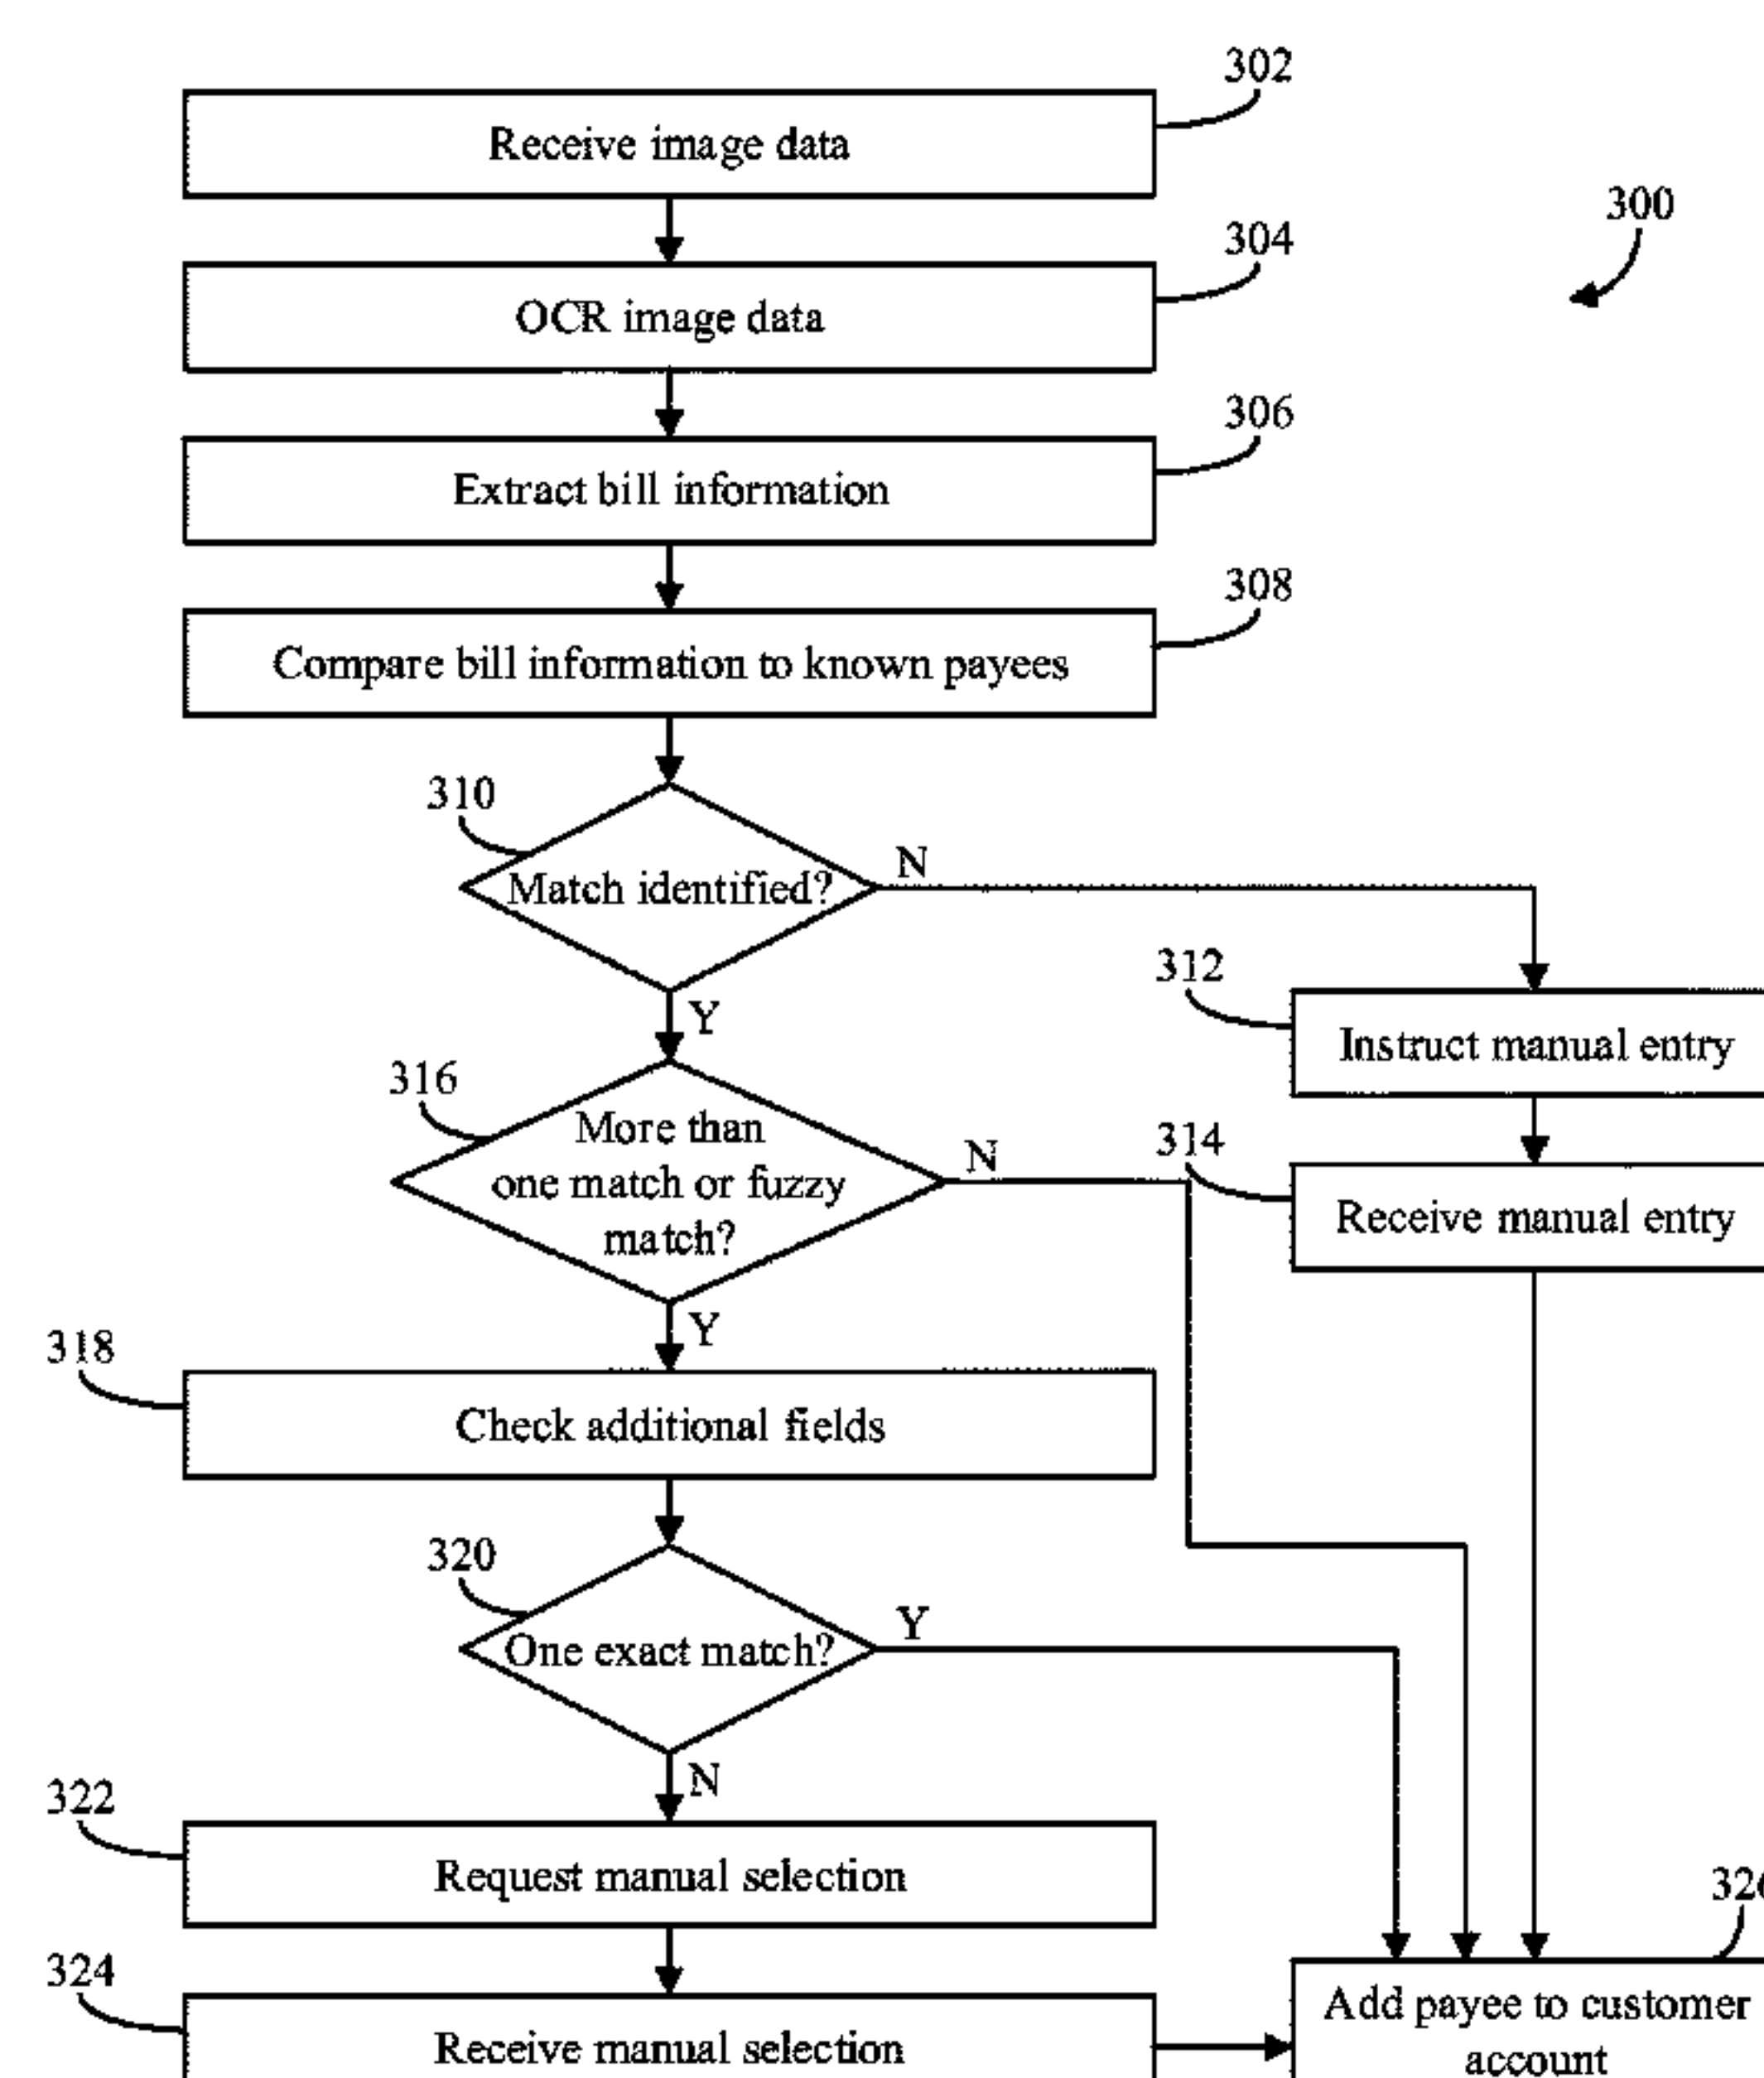 302
Receive image data
300
304
OCR image data
306
Extract bill information
308
Compare bill information to known payees
310
Match identified?
N
Y
312
Instruct manual entry
316
More than
one match or fuzzy
match?
N
Y
314
Receive manual entry
318
Check additional fields
320
One exact match?
Y
N
322
Request manual selection
324
Receive manual selection
Add payee to customer
account